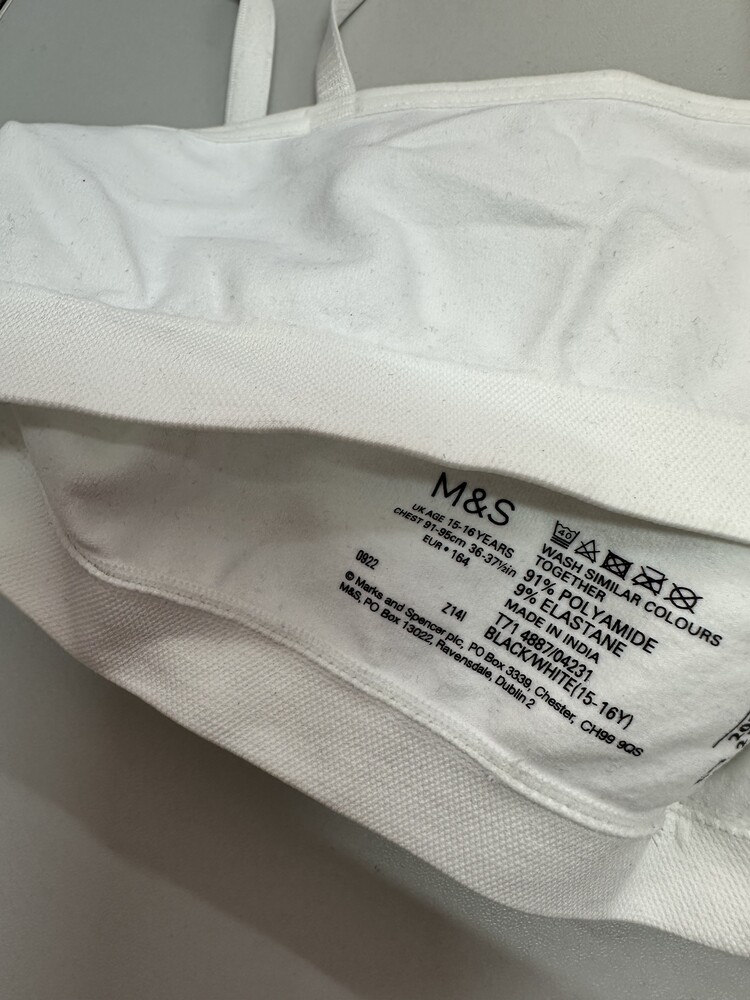 M&S
UK AGE 15-16 YEARS
CHEST 91-95cm 36-37½in
EUR • 164
0822
Z14I
© Marks and Spencer plc, PO Box 3339, Chester, CH99 9QS
M&S, PO Box 13022, Ravensdale, Dublin 2
40
WASH SIMILAR COLOURS
TOGETHER
91% POLYAMIDE
9% ELASTANE
MADE IN INDIA
T71 4887/04231
BLACK/WHITE(15-16Y)